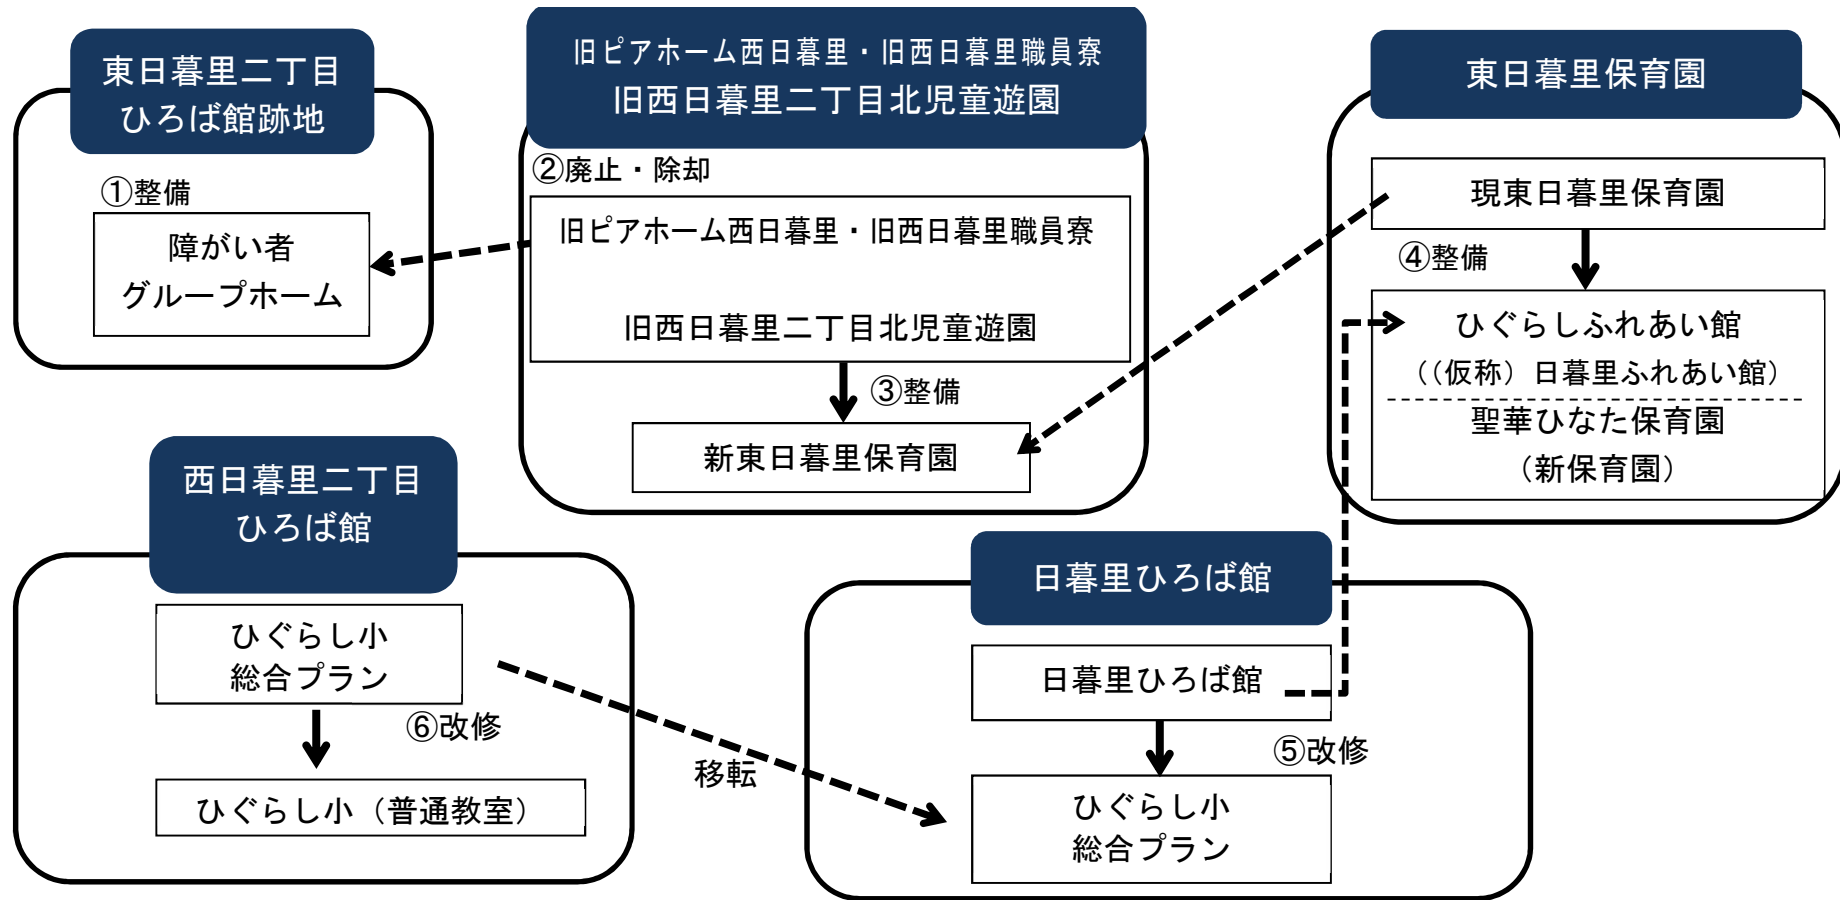 東日暮里二丁目
ひろば館跡地
①整備
障がい者
グループホーム
旧ピアホーム西日暮里・旧西日暮里職員寮
旧西日暮里二丁目北児童遊園
②廃止・除却
旧ピアホーム西日暮里・旧西日暮里職員寮
旧西日暮里二丁目北児童遊園
③整備
新東日暮里保育園
東日暮里保育園
現東日暮里保育園
④整備
ひぐらしふれあい館
（(仮称）日暮里ふれあい館）
聖華ひなた保育園
（新保育園）
西日暮里二丁目
ひろば館
ひぐらし小
総合プラン
⑥改修
ひぐらし小（普通教室）
移転
日暮里ひろば館
日暮里ひろば館
⑤改修
ひぐらし小
総合プラン